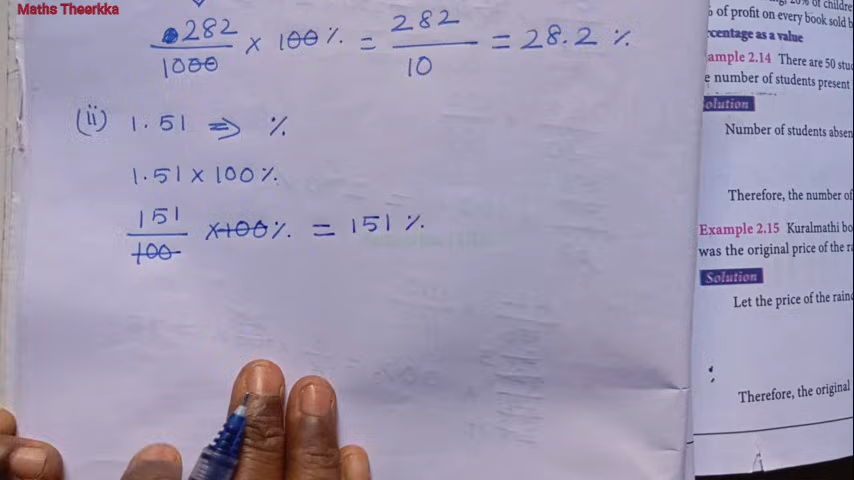 Maths Theerkka
282/1000 × 100 % = 282/10 = 28.2 %
(ii) 1.51 ⇒ %
1.51 × 100 %
151/100 × 100 % = 151 %
of profit on every book sold
centage as a value
ample 2.14 There are 50
number of students present
olution
Number of students absen
Therefore, the number of
Example 2.15 Kuralmathi bo
was the original price of the
Solution
Let the price of the
Therefore, the original